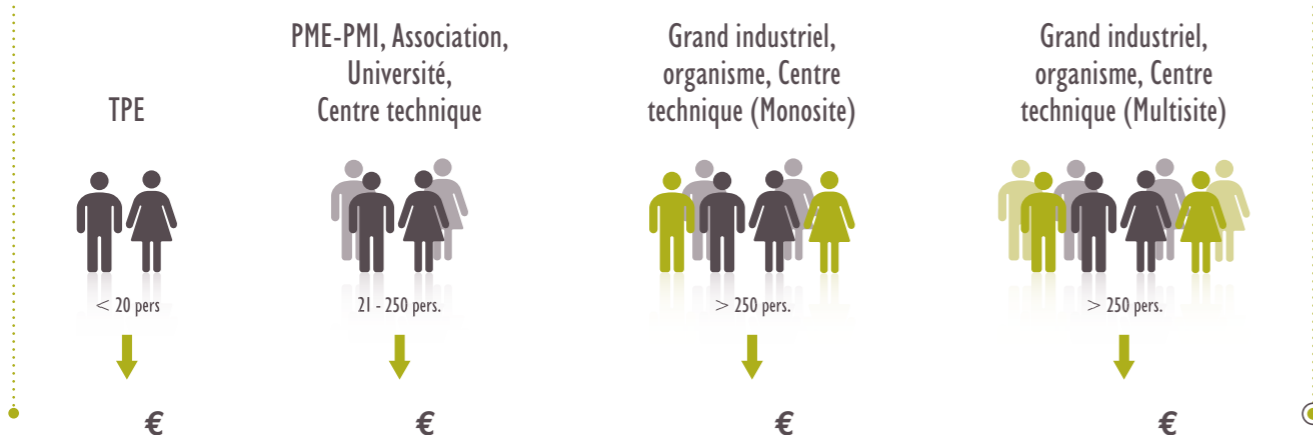 TPE
< 20 pers
€
PME-PMI, Association,
Université,
Centre technique
21 - 250 pers.
€
Grand industriel,
organisme, Centre
technique (Monosite)
> 250 pers.
€
Grand industriel,
organisme, Centre
technique (Multisite)
> 250 pers.
€